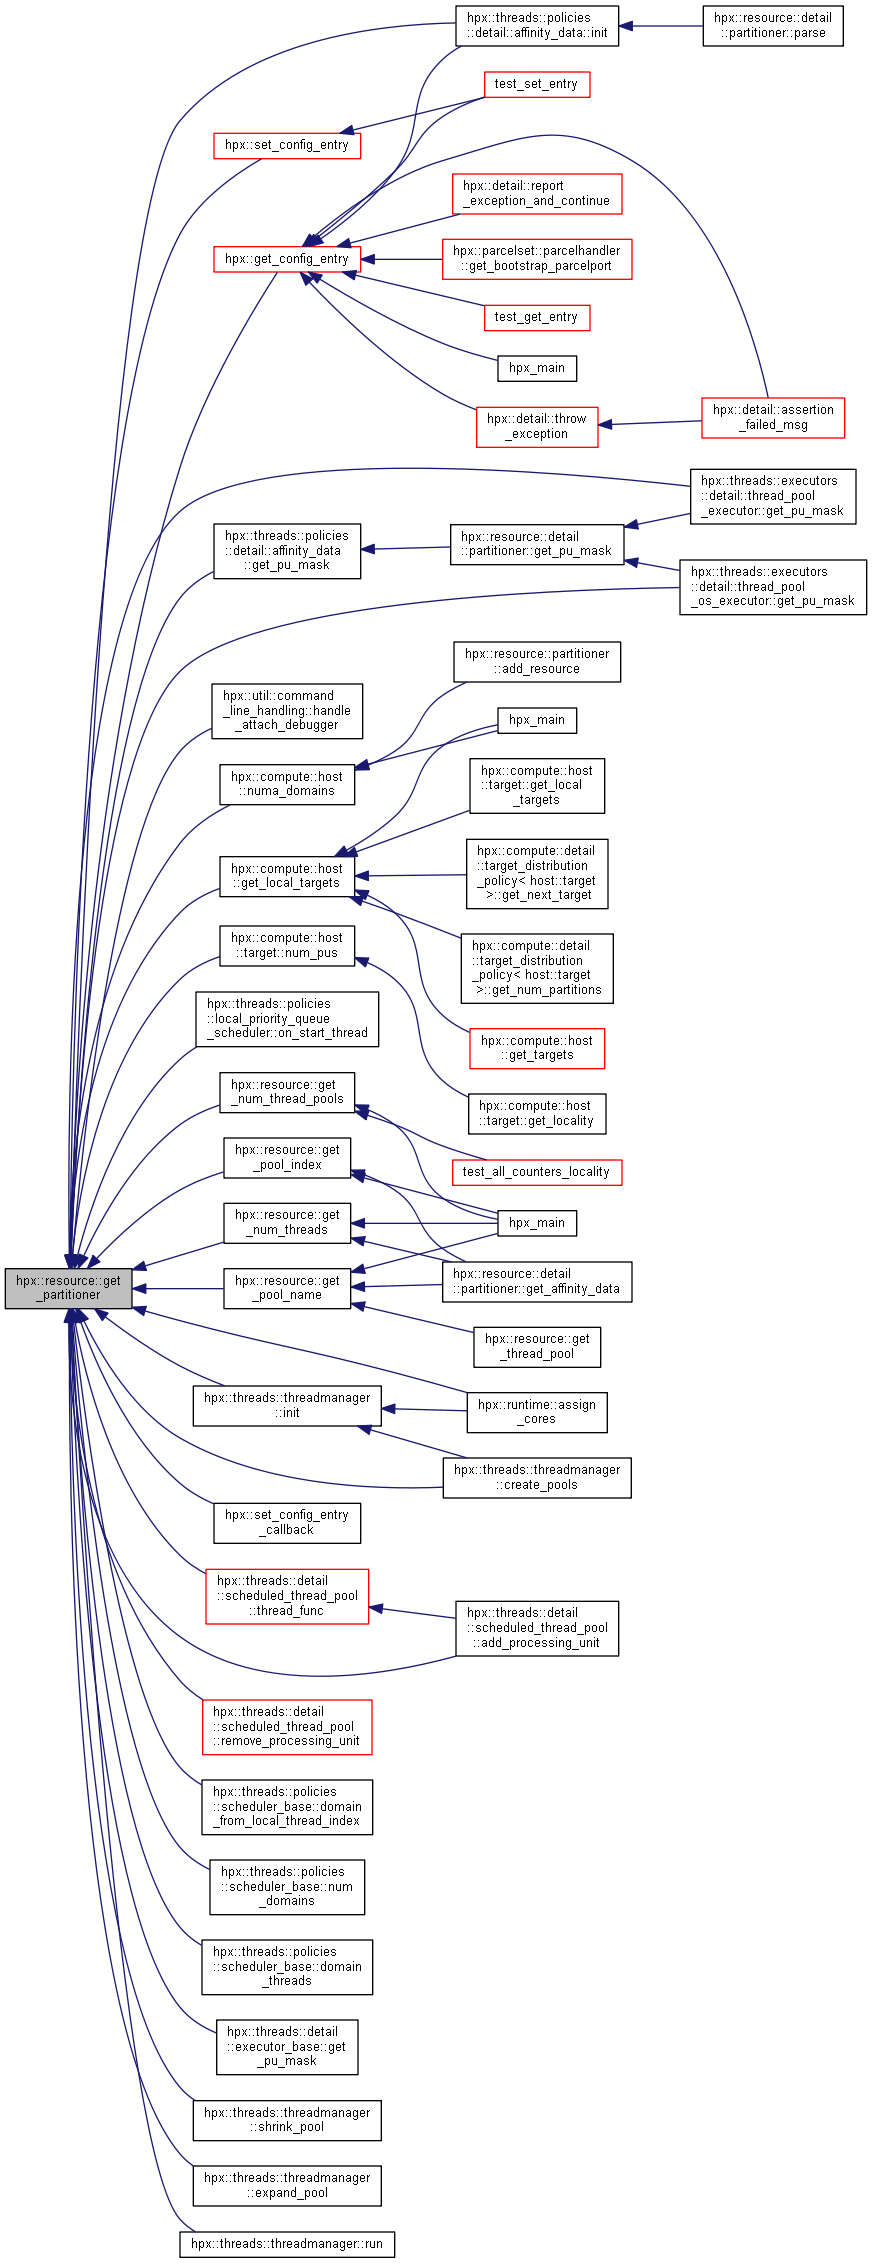 hpx::threads::policies
::detail::affinity_data::init
hpx::resource::detail
::partitioner::parse
test_set_entry
hpx::set_config_entry
hpx::detail::report
_exception_and_continue
hpx::get_config_entry
hpx::parcelset::parcelhandler
::get_bootstrap_parcelport
test_get_entry
hpx_main
hpx::detail::throw
_exception
hpx::detail::assertion
_failed_msg
hpx::threads::executors
::detail::thread_pool
_executor::get_pu_mask
hpx::threads::policies
::detail::affinity_data
::get_pu_mask
hpx::resource::detail
::partitioner::get_pu_mask
hpx::threads::executors
::detail::thread_pool
_os_executor::get_pu_mask
hpx::resource::partitioner
::add_resource
hpx::util::command
_line_handling::handle
_attach_debugger
hpx_main
hpx::compute::host
::numa_domains
hpx::compute::host
::target::get_local
_targets
hpx::compute::host
::get_local_targets
hpx::compute::detail
::target_distribution
_policy< host::target
>::get_next_target
hpx::compute::host
::target::num_pus
hpx::compute::detail
::target_distribution
_policy< host::target
>::get_num_partitions
hpx::threads::policies
::local_priority_queue
_scheduler::on_start_thread
hpx::compute::host
::get_targets
hpx::resource::get
_num_thread_pools
hpx::compute::host
::target::get_locality
hpx::resource::get
_pool_index
test_all_counters_locality
hpx::resource::get
_num_threads
hpx_main
hpx::resource::get
_partitioner
hpx::resource::get
_pool_name
hpx::resource::detail
::partitioner::get_affinity_data
hpx::resource::get
_thread_pool
hpx::threads::threadmanager
::init
hpx::runtime::assign
_cores
hpx::threads::threadmanager
::create_pools
hpx::set_config_entry
_callback
hpx::threads::detail
::scheduled_thread_pool
::thread_func
hpx::threads::detail
::scheduled_thread_pool
::add_processing_unit
hpx::threads::detail
::scheduled_thread_pool
::remove_processing_unit
hpx::threads::policies
::scheduler_base::domain
_from_local_thread_index
hpx::threads::policies
::scheduler_base::num
_domains
hpx::threads::policies
::scheduler_base::domain
_threads
hpx::threads::detail
::executor_base::get
_pu_mask
hpx::threads::threadmanager
::shrink_pool
hpx::threads::threadmanager
::expand_pool
hpx::threads::threadmanager::run